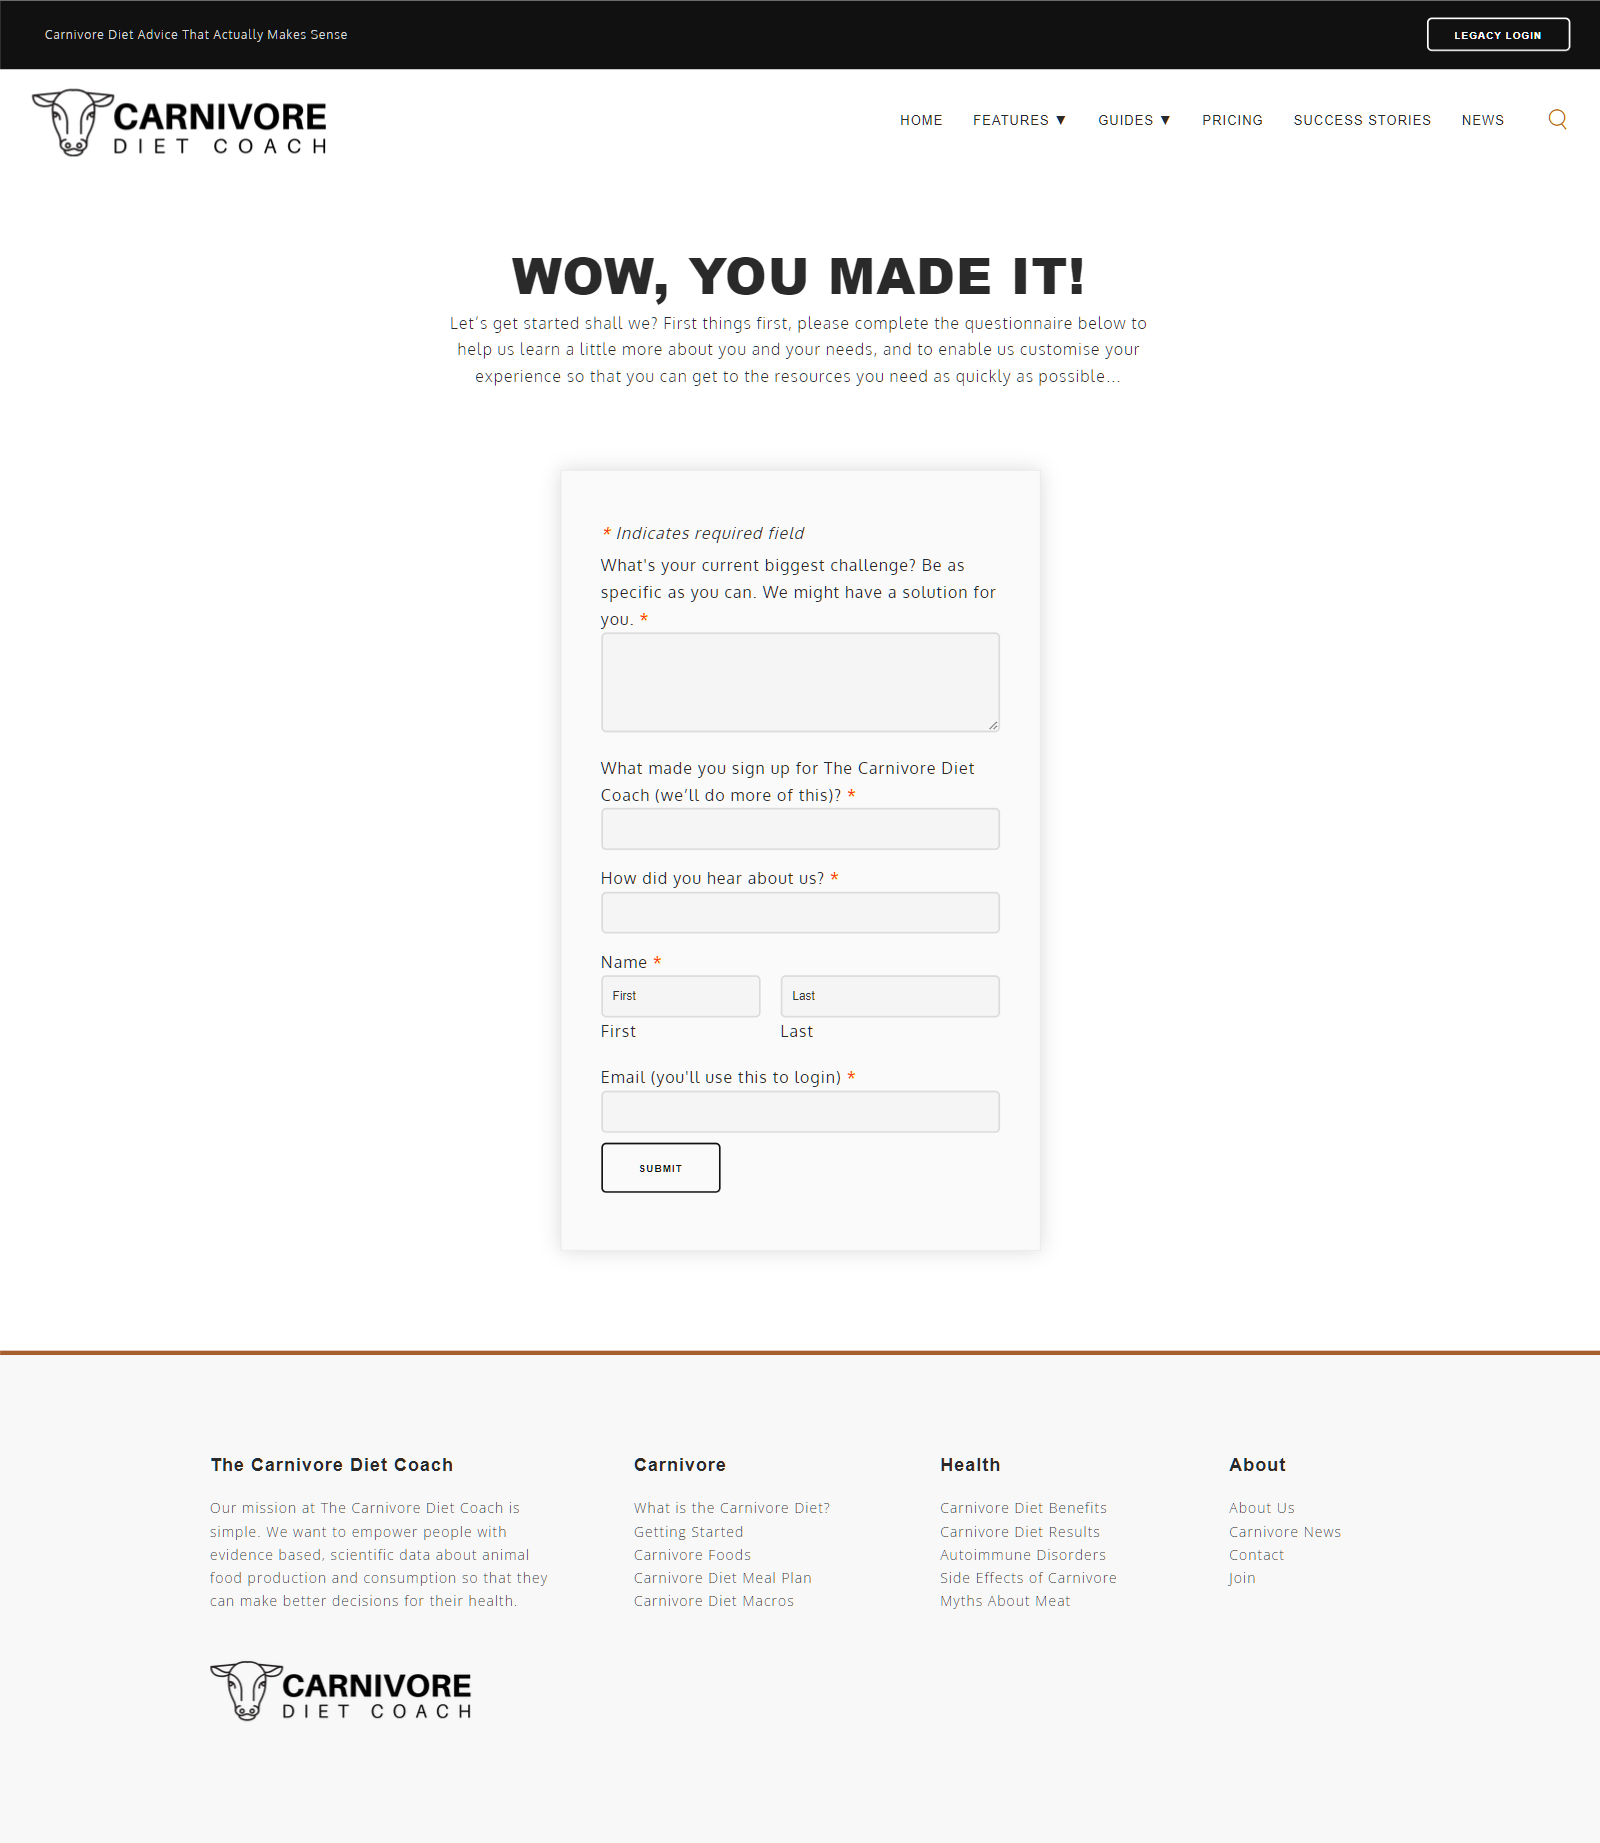 Carnivore Diet Advice That Actually Makes Sense
LEGACY LOGIN
CARNIVORE
DIET COACH
HOME
FEATURES ▼
GUIDES ▼
PRICING
SUCCESS STORIES
NEWS
WOW, YOU MADE IT!
Let’s get started shall we? First things first, please complete the questionnaire below to
help us learn a little more about you and your needs, and to enable us customise your
experience so that you can get to the resources you need as quickly as possible...
* Indicates required field
What's your current biggest challenge? Be as
specific as you can. We might have a solution for
you. *
What made you sign up for The Carnivore Diet
Coach (we’ll do more of this)? *
How did you hear about us? *
Name *
First
Last
First
Last
Email (you'll use this to login) *
SUBMIT
The Carnivore Diet Coach
Our mission at The Carnivore Diet Coach is
simple. We want to empower people with
evidence based, scientific data about animal
food production and consumption so that they
can make better decisions for their health.
CARNIVORE
DIET COACH
Carnivore
What is the Carnivore Diet?
Getting Started
Carnivore Foods
Carnivore Diet Meal Plan
Carnivore Diet Macros
Health
Carnivore Diet Benefits
Carnivore Diet Results
Autoimmune Disorders
Side Effects of Carnivore
Myths About Meat
About
About Us
Carnivore News
Contact
Join